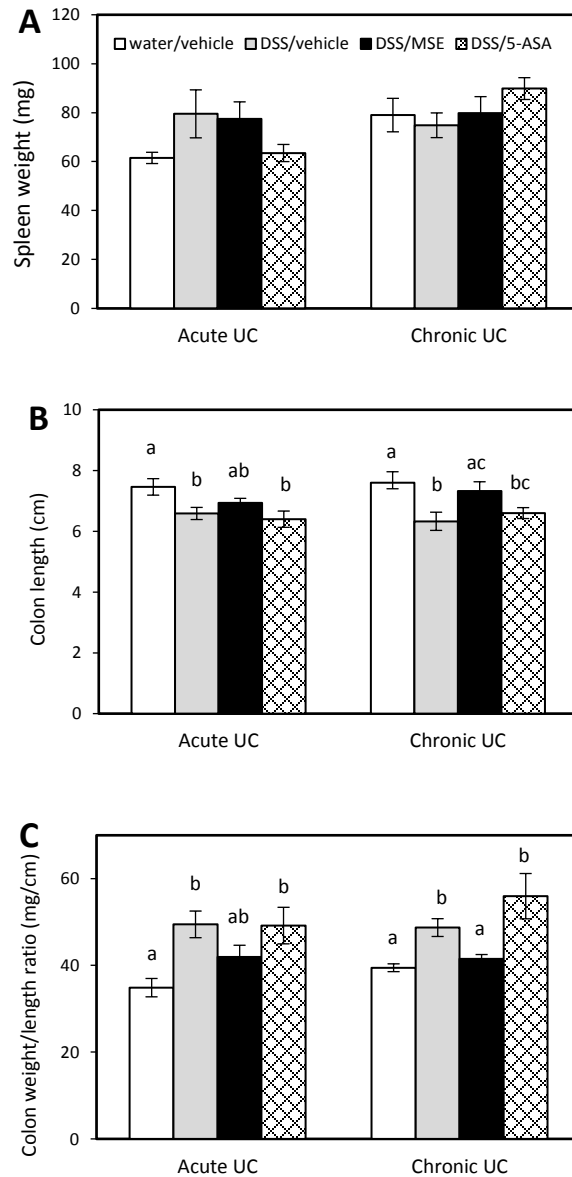 A
water/vehicle DSS/vehicle DSS/MSE DSS/5-ASA
Spleen weight (mg)
120
100
80
60
40
20
0
Acute UC Chronic UC
B
Colon length (cm)
10
8
6
4
2
0
a b ab b a b ac bc
Acute UC Chronic UC
C
Colon weight/length ratio (mg/cm)
60
40
20
0
a b ab b a b a b
Acute UC Chronic UC